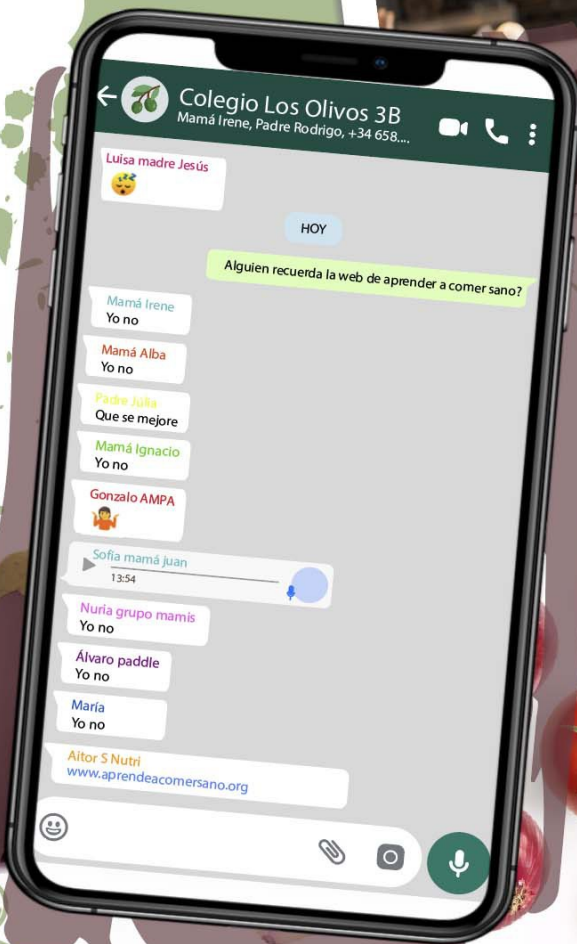 Colegio Los Olivos 3B
Mamá Irene, Padre Rodrigo, +34 658....
Luisa madre Jesús
HOY
Alguien recuerda la web de aprender a comer sano?
Mamá Irene
Yo no
Mamá Alba
Yo no
Padre Júlia
Que se mejore
Mamá Ignacio
Yo no
Gonzalo AMPA
Sofia mamá juan
13:54
Nuria grupo mamis
Yo no
Álvaro paddle
Yo no
María
Yo no
Aitor S Nutri
www.aprendeacomersano.org